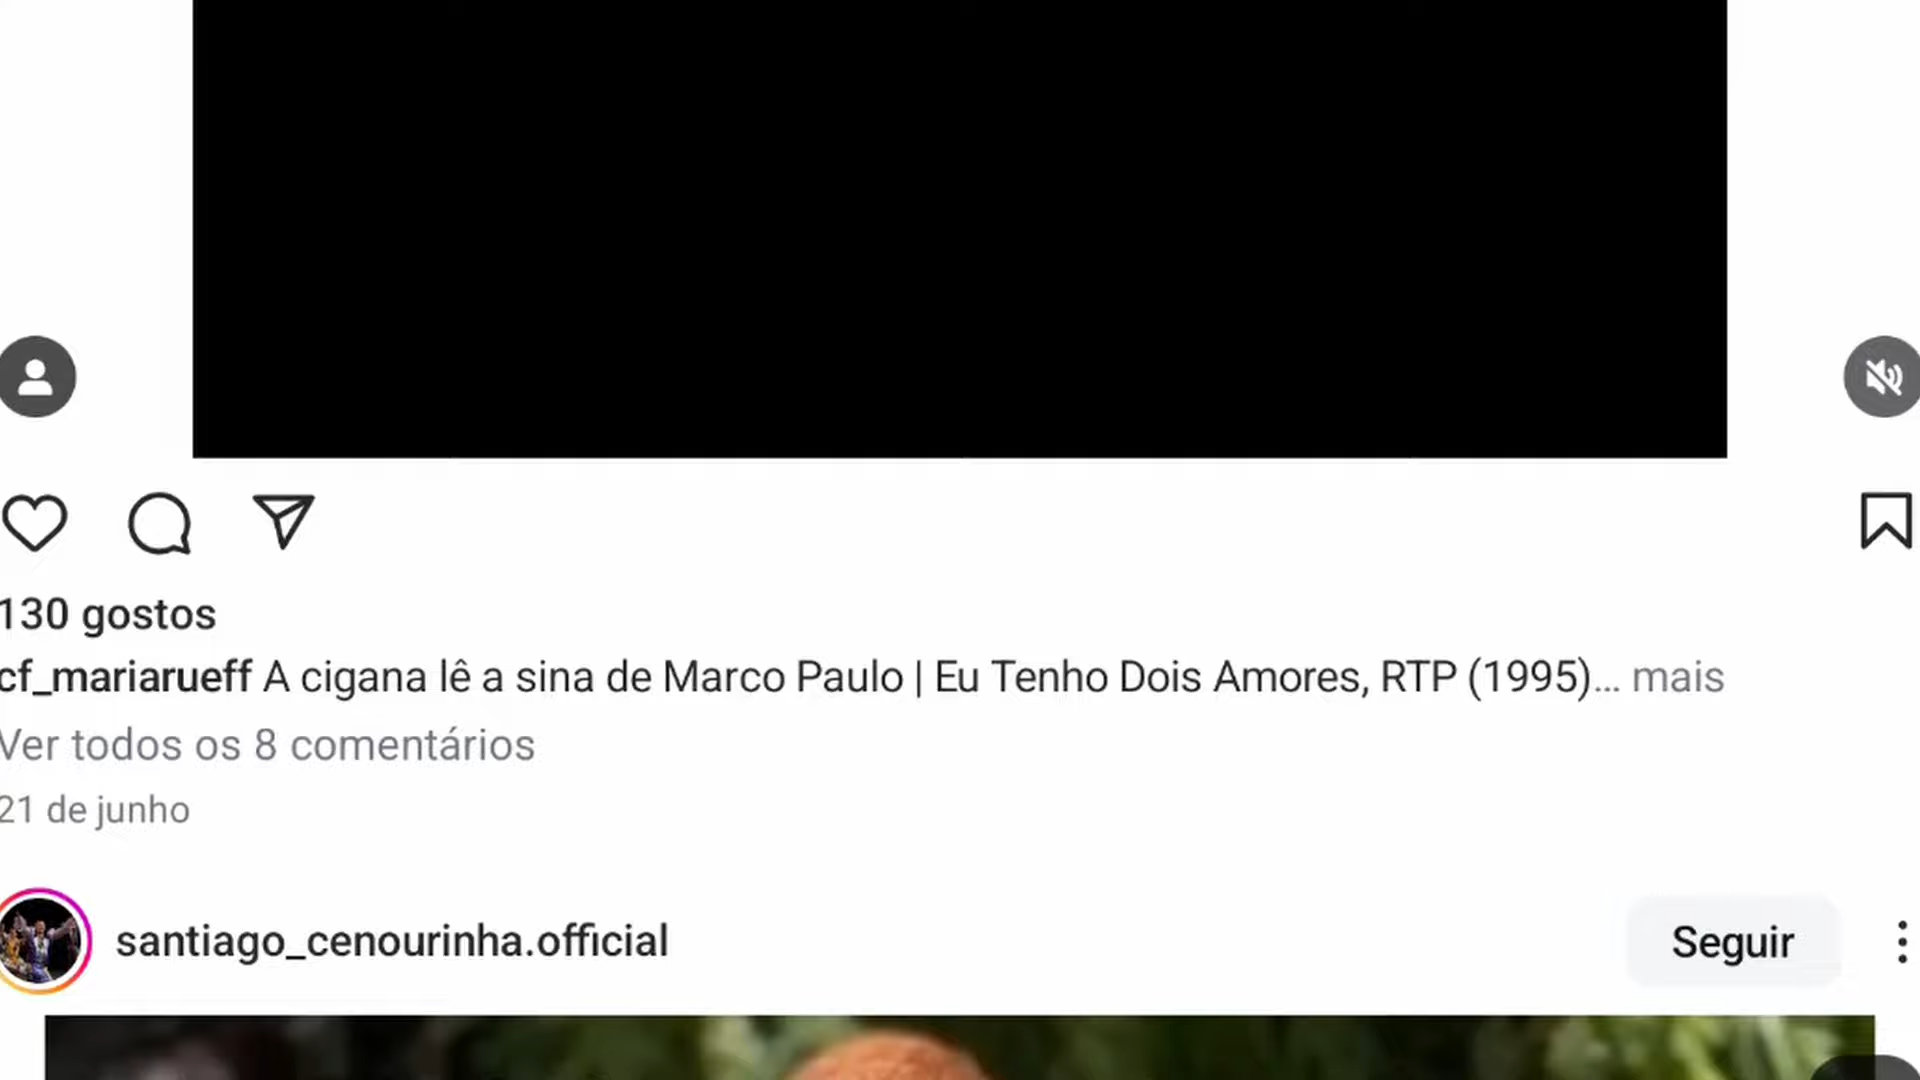 130 gostos
cf_mariarueff A cigana lê a sina de Marco Paulo | Eu Tenho Dois Amores, RTP (1995)... mais
Ver todos os 8 comentários
21 de junho
santiago_cenourinha.official
Seguir